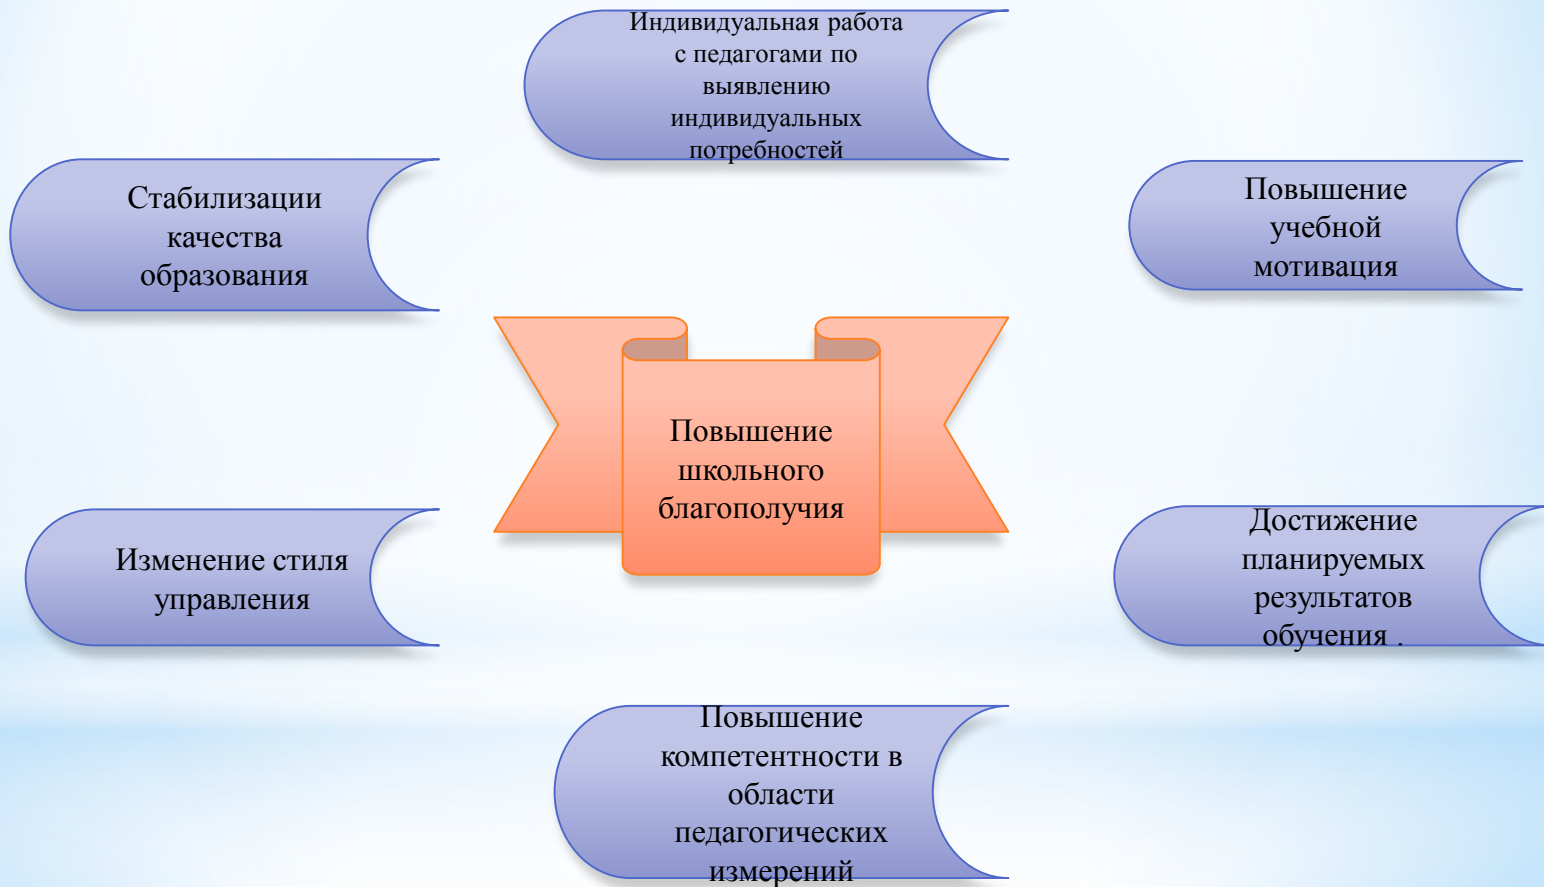 Индивидуальная работа
с педагогами по
выявлению
индивидуальных
потребностей
Стабилизации
качества
образования
Повышение
учебной
мотивация
Повышение
школьного
благополучия
Изменение стиля
управления
Достижение
планируемых
результатов
обучения .
Повышение
компетентности в
области
педагогических
измерений